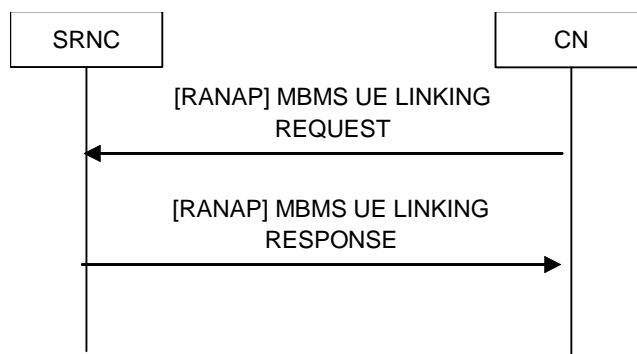 SRNC
CN
[RANAP] MBMS UE LINKING
REQUEST
[RANAP] MBMS UE LINKING
RESPONSE